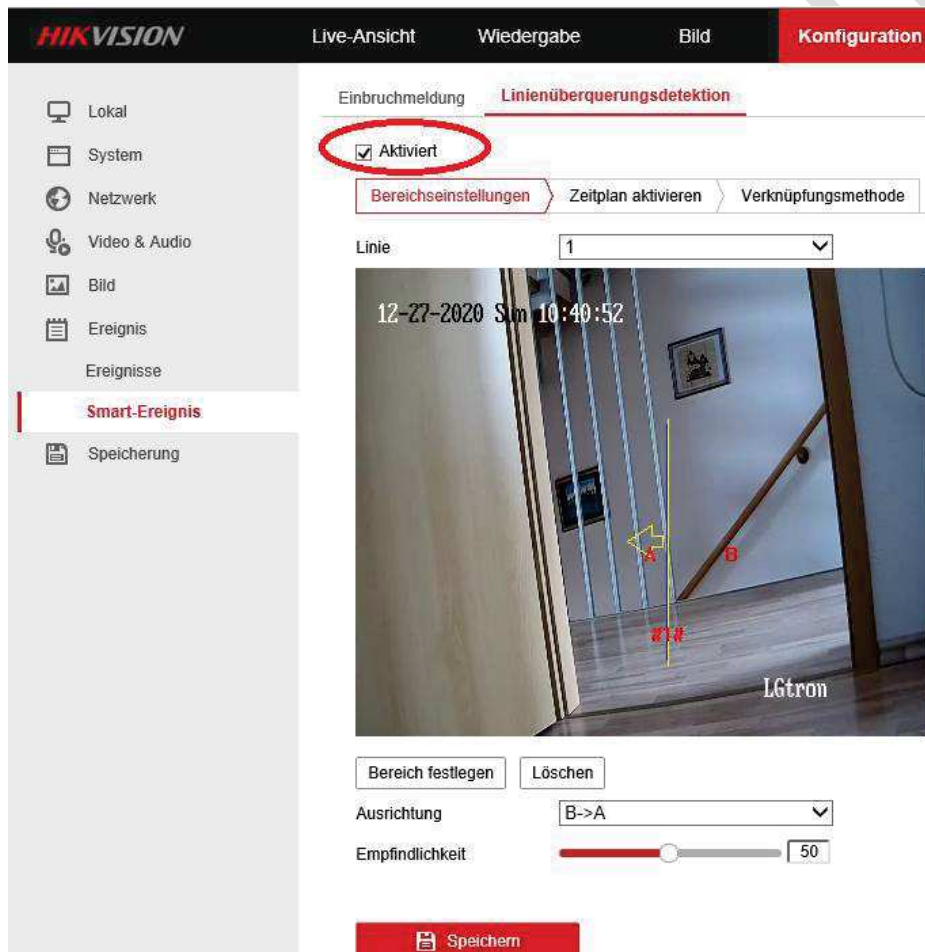 HIKVISION
Live-Ansicht Wiedergabe Bild Konfiguration
Lokal
System
Netzwerk
Video & Audio
Bild
Ereignis
Ereignisse
Smart-Ereignis
Speicherung
Einbruchmeldung Linienüberquerungsdetektion
Aktiviert
Bereichseinstellungen Zeitplan aktivieren Verknüpfungsmethode
Linie 1
12-27-2020 Sun 10:40:52
A B
#1#
LGtron
Bereich festlegen Löschen
Ausrichtung B->A
Empfindlichkeit 50
Speichern